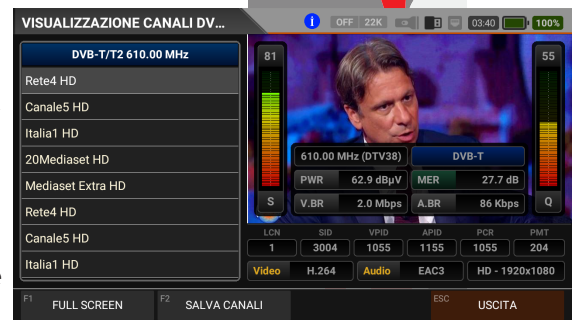 VISUALIZZAZIONE CANALI DV...
i OFF 22K B 03:40 100%
DVB-T/T2 610.00 MHz
Rete4 HD
Canale5 HD
Italia1 HD
20Mediaset HD
Mediaset Extra HD
Rete4 HD
Canale5 HD
Italia1 HD
81 55
610.00 MHz (DTV38) DVB-T
PWR 62.9 dBμV MER 27.7 dB
S V.BR 2.0 Mbps A.BR 86 Kbps Q
LCN SID VPID APID PCR PMT
1 3004 1055 1155 1055 204
Video H.264 Audio EAC3 HD - 1920x1080
F1 FULL SCREEN F2 SALVA CANALI ESC USCITA